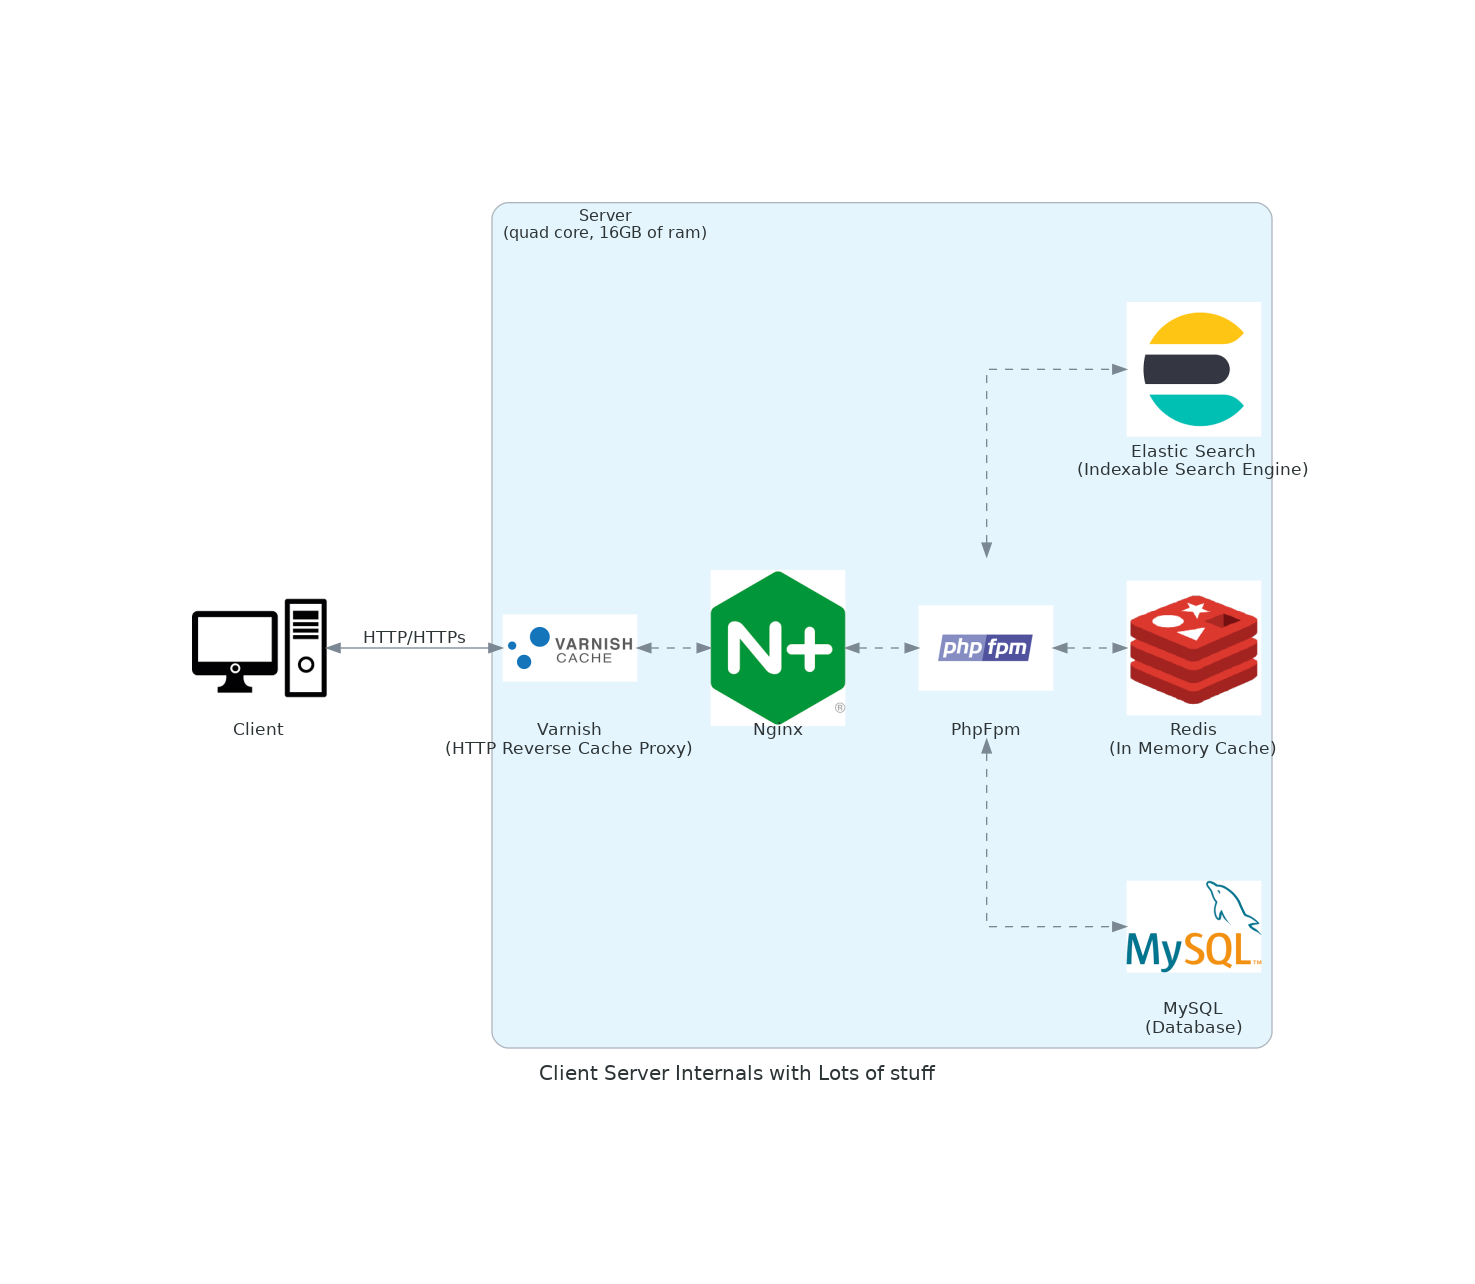 Server
(quad core, 16GB of ram)
Elastic Search
(Indexable Search Engine)
HTTP/HTTPs
VARNISH
CACHE
N+
®
php fpm
Client
Varnish
(HTTP Reverse Cache Proxy)
Nginx
PhpFpm
Redis
(In Memory Cache)
MySQL™
MySQL
(Database)
Client Server Internals with Lots of stuff